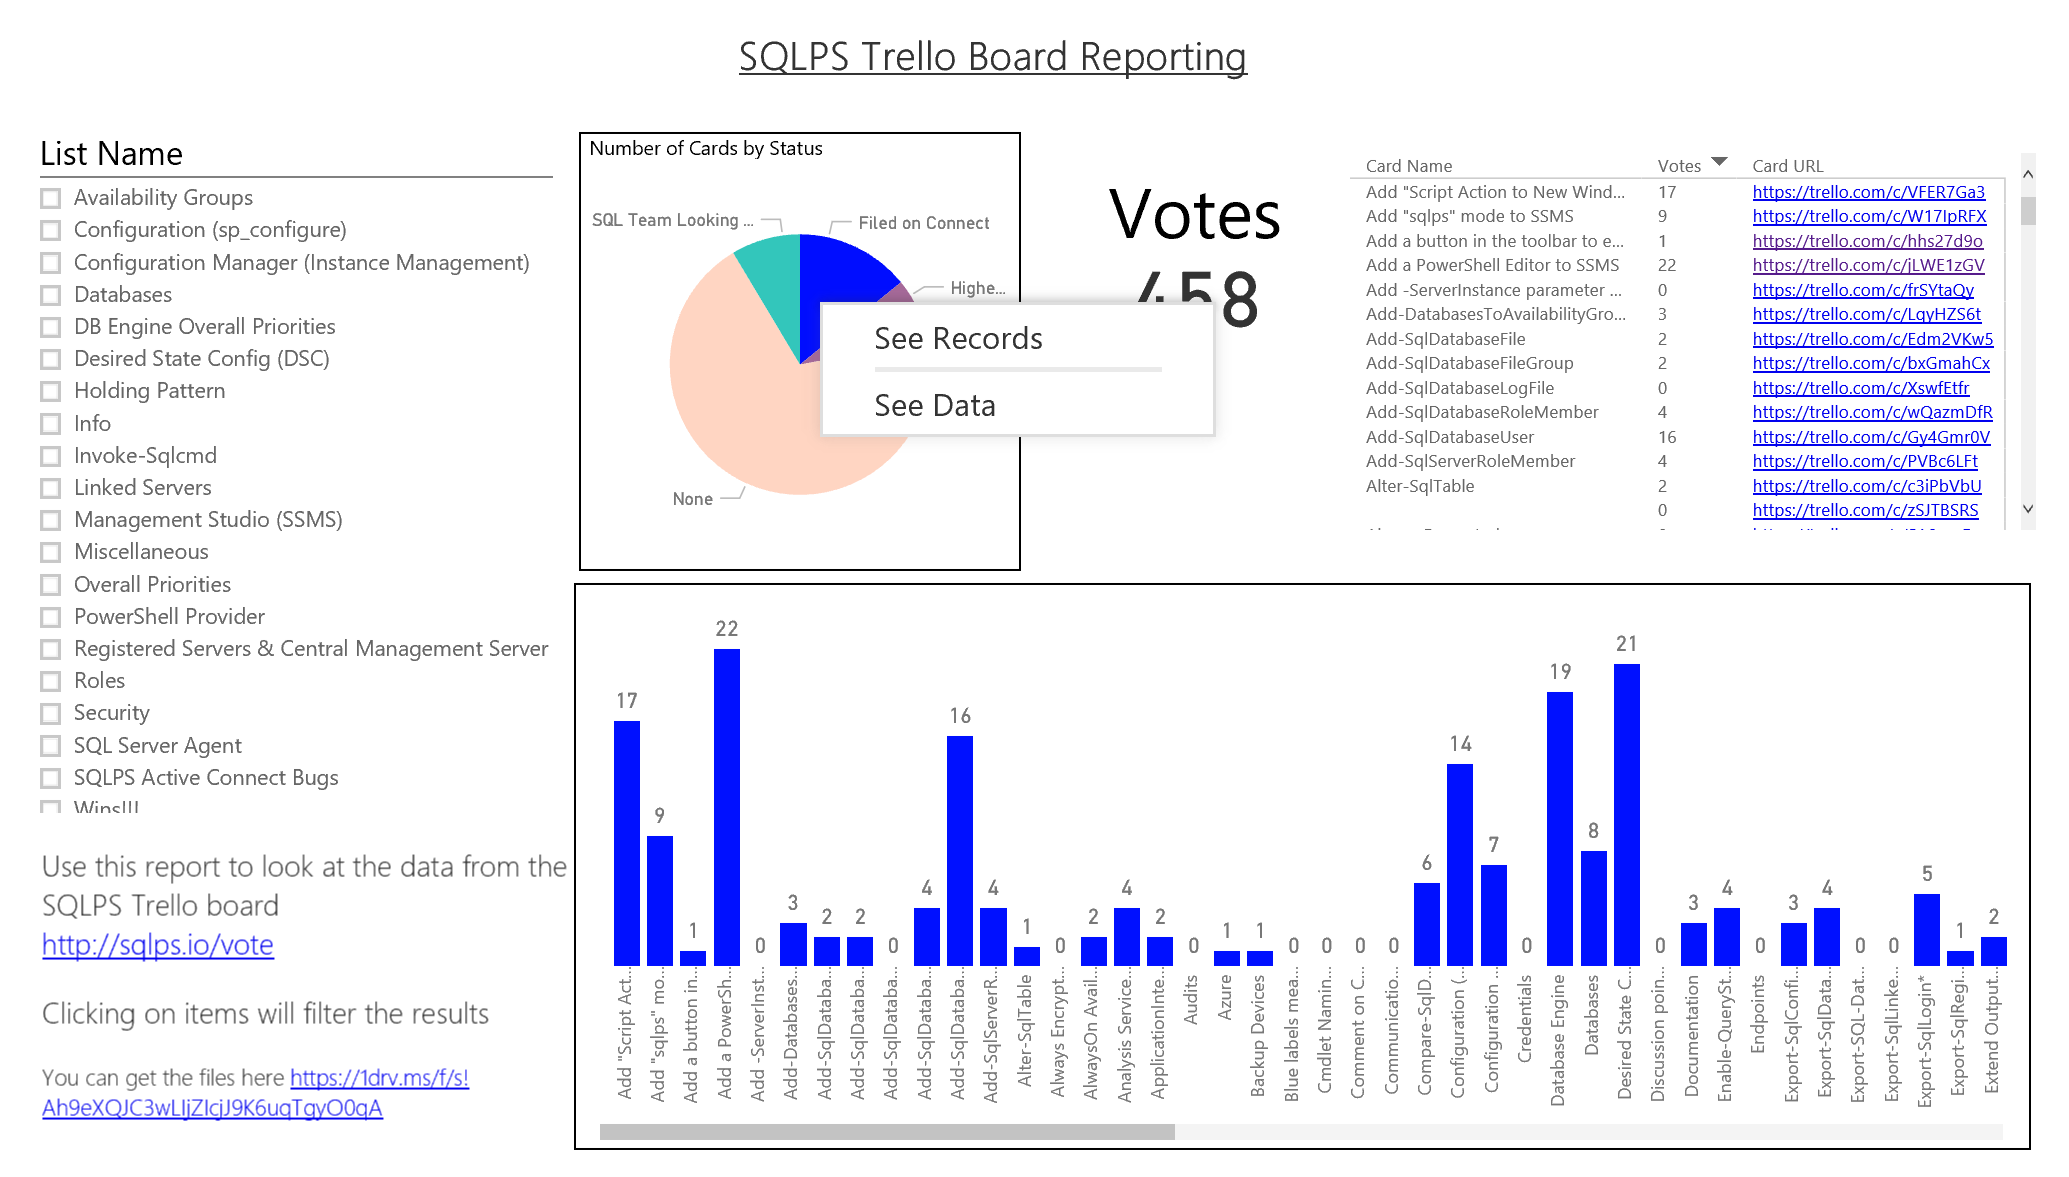 SQLPS Trello Board Reporting
List Name
Availability Groups
Configuration (sp_configure)
Configuration Manager (Instance Management)
Databases
DB Engine Overall Priorities
Desired State Config (DSC)
Holding Pattern
Info
Invoke-Sqlcmd
Linked Servers
Management Studio (SSMS)
Miscellaneous
Overall Priorities
PowerShell Provider
Registered Servers & Central Management Server
Roles
Security
SQL Server Agent
SQLPS Active Connect Bugs
Wins!!!
Use this report to look at the data from the
SQLPS Trello board
http://sqlps.io/vote
Clicking on items will filter the results
You can get the files here https://1drv.ms/f/s!
Ah9eXQJC3wLIjZIcjJ9K6uqTgyO0qA
Number of Cards by Status
SQL Team Looking ...
Filed on Connect
Highe...
None
See Records
See Data
Votes
458
Card Name Votes Card URL
Add "Script Action to New Wind... 17 https://trello.com/c/VFER7Ga3
Add "sqlps" mode to SSMS 9 https://trello.com/c/W17IpRFX
Add a button in the toolbar to e... 1 https://trello.com/c/hhs27d9o
Add a PowerShell Editor to SSMS 22 https://trello.com/c/jLWE1zGV
Add -ServerInstance parameter ... 0 https://trello.com/c/frSYtaQy
Add-DatabasesToAvailabilityGro... 3 https://trello.com/c/LqyHZS6t
Add-SqlDatabaseFile 2 https://trello.com/c/Edm2VKw5
Add-SqlDatabaseFileGroup 2 https://trello.com/c/bxGmahCx
Add-SqlDatabaseLogFile 0 https://trello.com/c/XswfEtfr
Add-SqlDatabaseRoleMember 4 https://trello.com/c/wQazmDfR
Add-SqlDatabaseUser 16 https://trello.com/c/Gy4Gmr0V
Add-SqlServerRoleMember 4 https://trello.com/c/PVBc6LFt
Alter-SqlTable 2 https://trello.com/c/c3iPbVbU
0 https://trello.com/c/zSJTBSRS
17 9 1 22 0 3 2 2 0 4 16 4 1 0 2 4 2 0 1 1 0 0 0 0 6 14 7 0 19 8 21 0 3 4 0 3 4 0 0 5 1 2
Add "Script Act...
Add "sqlps" mo...
Add a button in...
Add a PowerSh...
Add -ServerInst...
Add-Databases...
Add-SqlDataba...
Add-SqlDataba...
Add-SqlDataba...
Add-SqlDataba...
Add-SqlDataba...
Add-SqlServerR...
Alter-SqlTable
Always Encrypt...
AlwaysOn Avail...
Analysis Service...
ApplicationInte...
Audits
Azure
Backup Devices
Blue labels mea...
Cmdlet Namin...
Comment on C...
Communicatio...
Compare-SqlD...
Configuration (...
Configuration ...
Credentials
Database Engine
Databases
Desired State C...
Discussion poin...
Documentation
Enable-QuerySt...
Endpoints
Export-SqlConfi...
Export-SqlData...
Export-SQL-Dat...
Export-SqlLinke...
Export-SqlLogin*
Export-SqlRegi...
Extend Output...